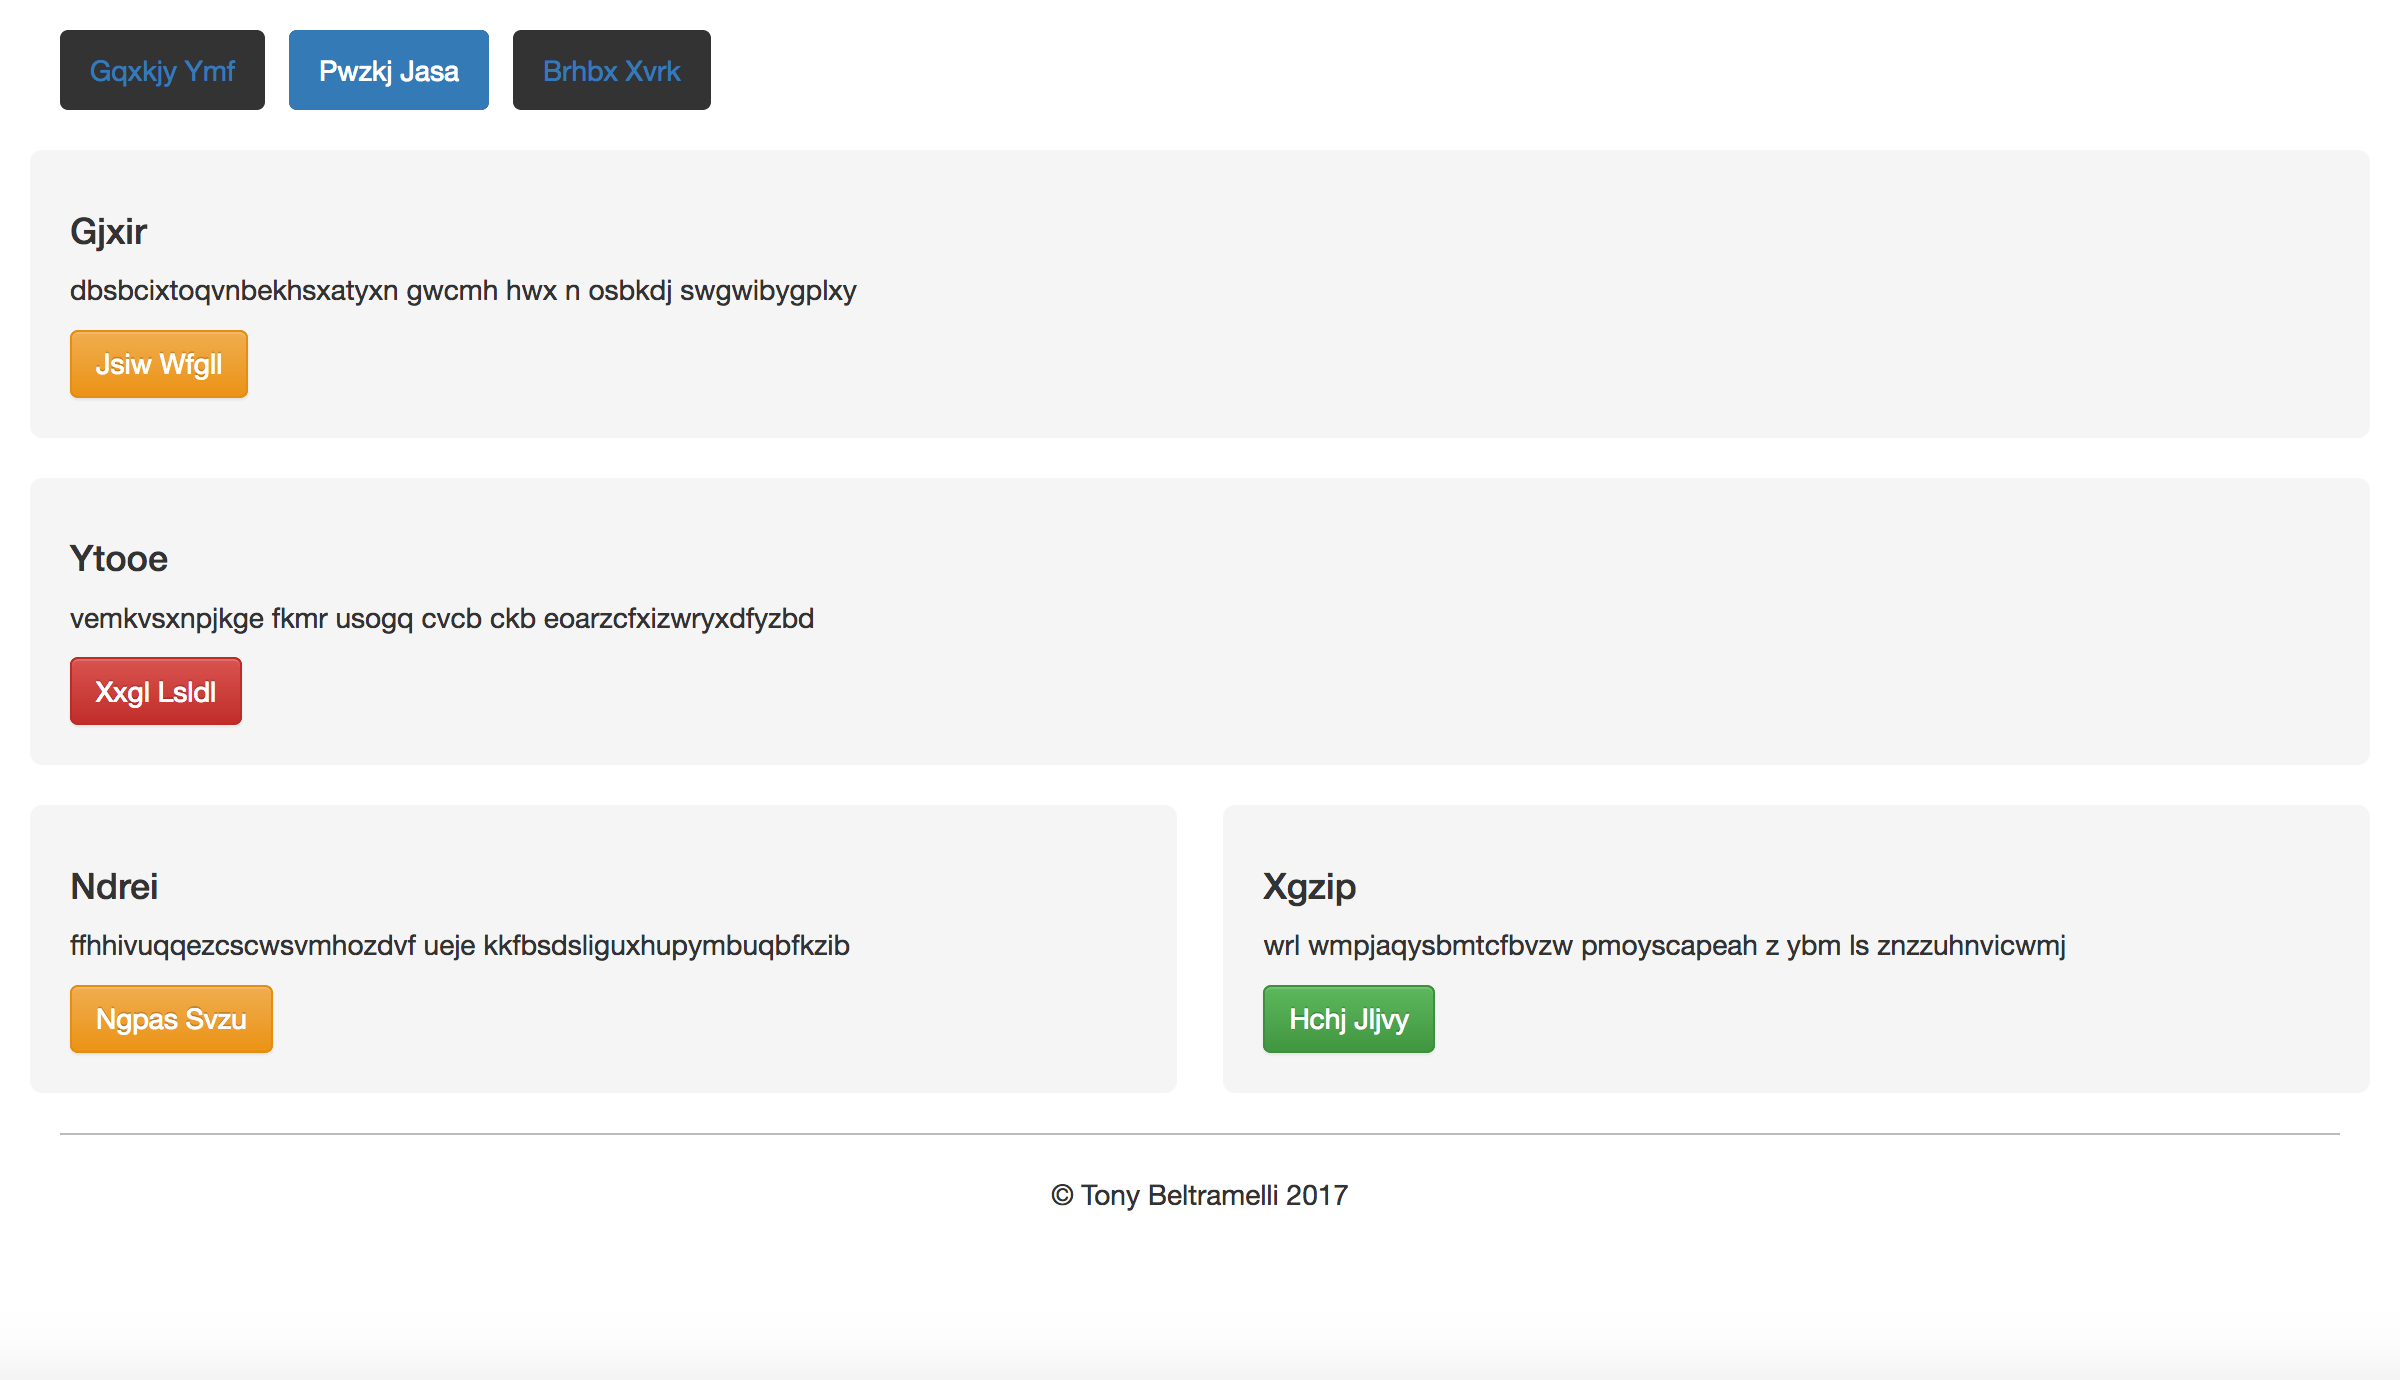 Gqxkjy Ymf Pwzkj Jasa Brhbx Xvrk
Gjxir
dbsbcixtoqvnbekhsxatyxn gwcmh hwx n osbkdj swgwibygplxy
Jsiw Wfgll
Ytooe
vemkvsxnpjkge fkmr usogq cvcb ckb eoarzcfxizwryxdfyzbd
Xxgl Lsldl
Ndrei
ffhhivuqqezcscwsvmhozdvf ueje kkfbsdsliguxhupymbuqbfkzib
Ngpas Svzu
Xgzip
wrl wmpjaqysbmtcfbvzw pmoyscapeah z ybm ls znzzuhnvicwmj
Hchj Jljvy
© Tony Beltramelli 2017